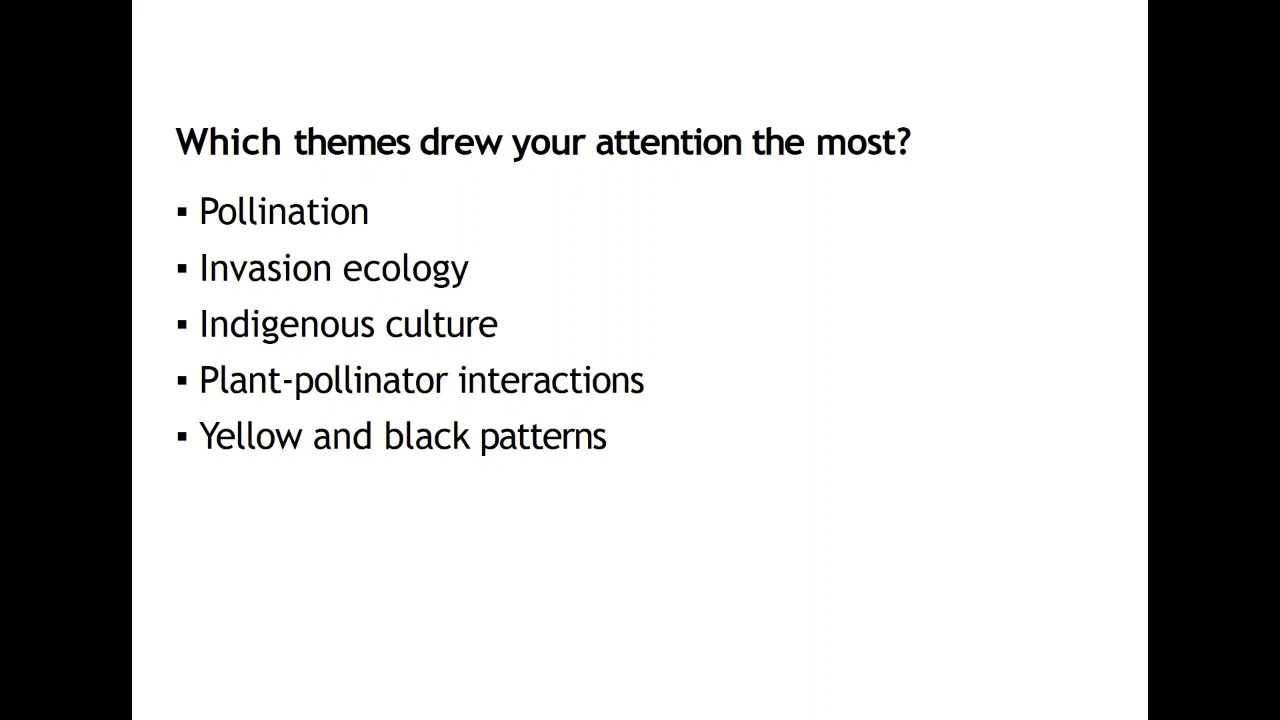 Which themes drew your attention the most?
▪ Pollination
▪ Invasion ecology
▪ Indigenous culture
▪ Plant-pollinator interactions
▪ Yellow and black patterns